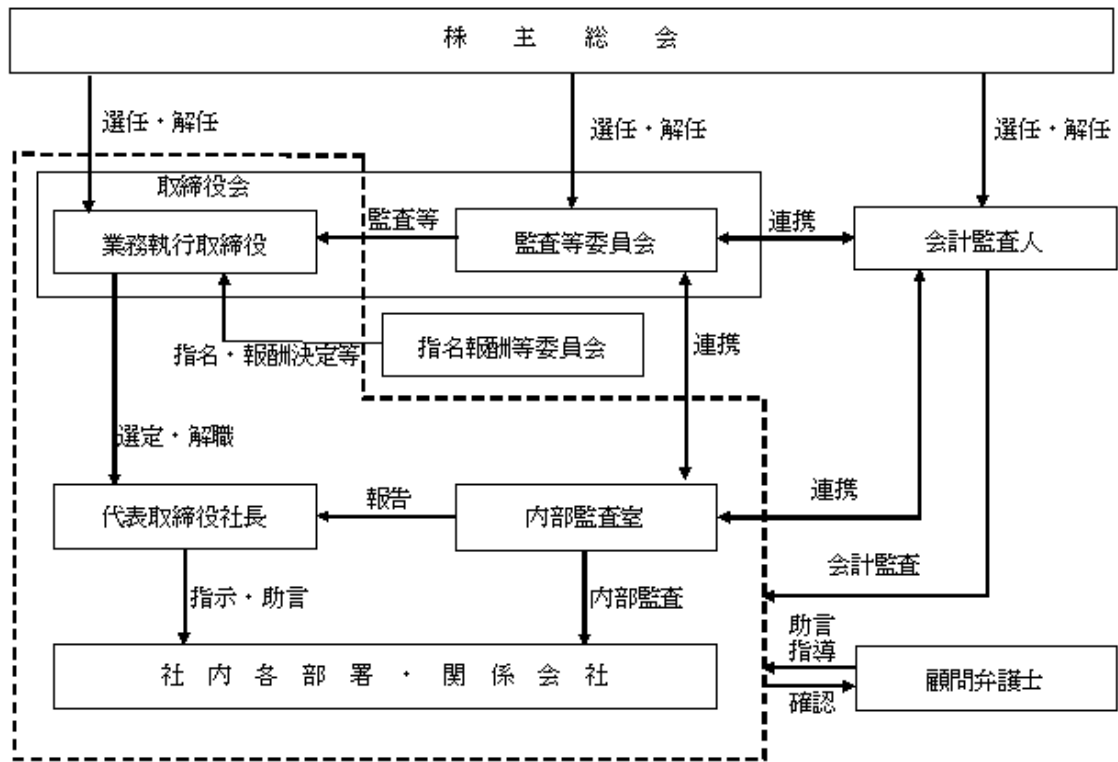 株主総会
選任・解任
選任・解任
選任・解任
取締役会
業務執行取締役
監査等
監査等委員会
連携
会計監査人
指名・報酬決定等
指名報酬等委員会
連携
選定・解職
代表取締役社長
報告
内部監査室
連携
会計監査
指示・助言
内部監査
助言
指導
社内各部署・関係会社
顧問弁護士
確認